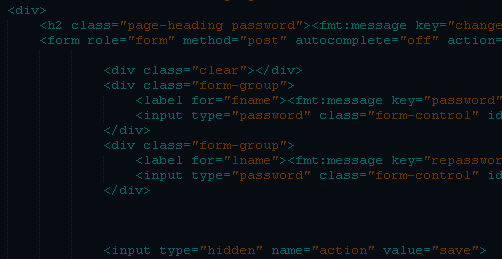 <div>
<h2 class="page-heading password"><fmt:message key="change
<form role="form" method="post" autocomplete="off" action=
<div class="clear"></div>
<div class="form-group">
<label for="fname"><fmt:message key="password"
<input type="password" class="form-control" id
</div>
<div class="form-group">
<label for="lname"><fmt:message key="repasswor
<input type="password" class="form-control" id
</div>
<input type="hidden" name="action" value="save">